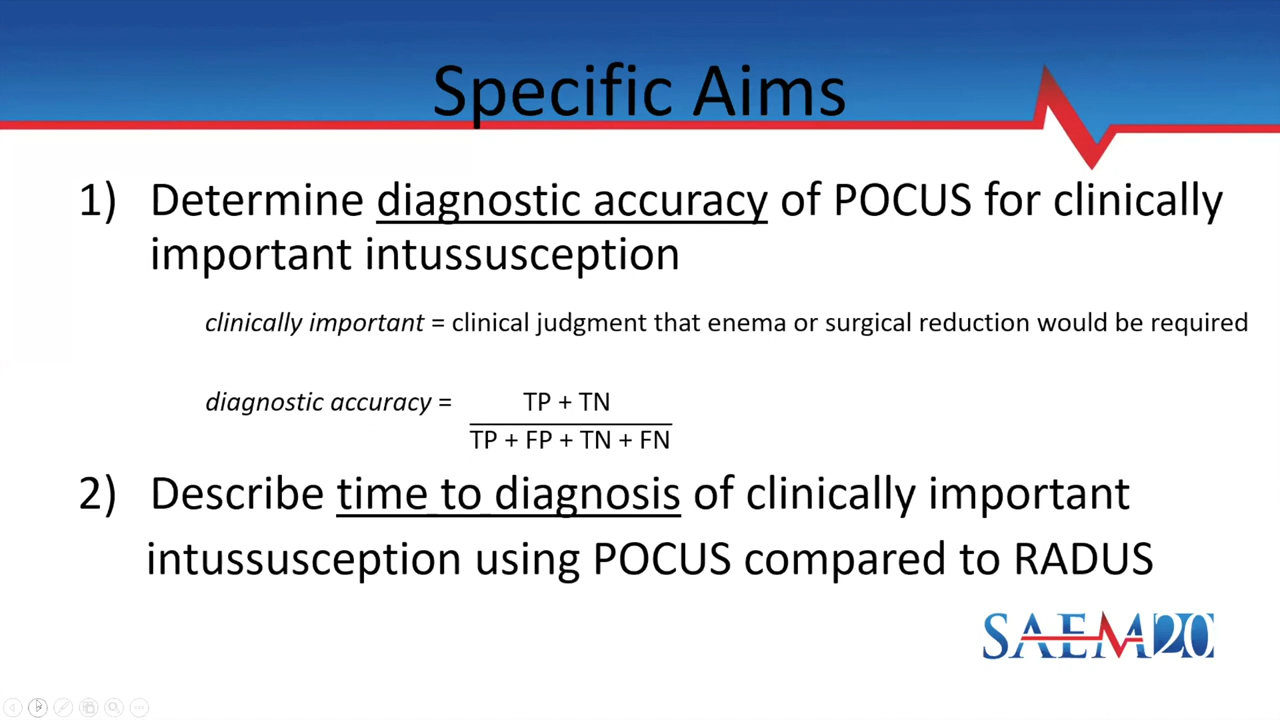 Specific Aims
1) Determine diagnostic accuracy of POCUS for clinically
important intussusception
clinically important = clinical judgment that enema or surgical reduction would be required
diagnostic accuracy = TP + TN
TP + FP + TN + FN
2) Describe time to diagnosis of clinically important
intussusception using POCUS compared to RADUS
SAEM20